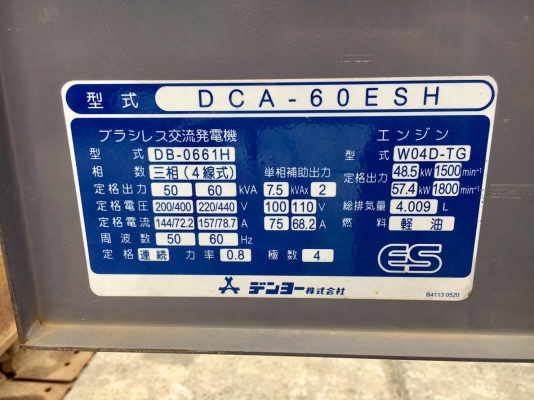 型式 DCA-60ESH
ブラシレス交流発電機 エンジン
型式 DB-0661H 型式 W04D-TG
相数 三相(4線式) 単相補助出力 定格出力 48.5 kW 1500 min⁻¹
定格出力 50 60 kVA 7.5 kVAx 2 57.4 kW 1800 min⁻¹
定格電圧 200/400 220/440 V 100 110 V 総排気量 4.009 L
定格電流 144/72.2 157/78.7 A 75 68.2 A 燃料 軽油
周波数 50 60 Hz
定格 連続 力率 0.8 極数 4 ES
デンヨー株式会社 B4113 0520